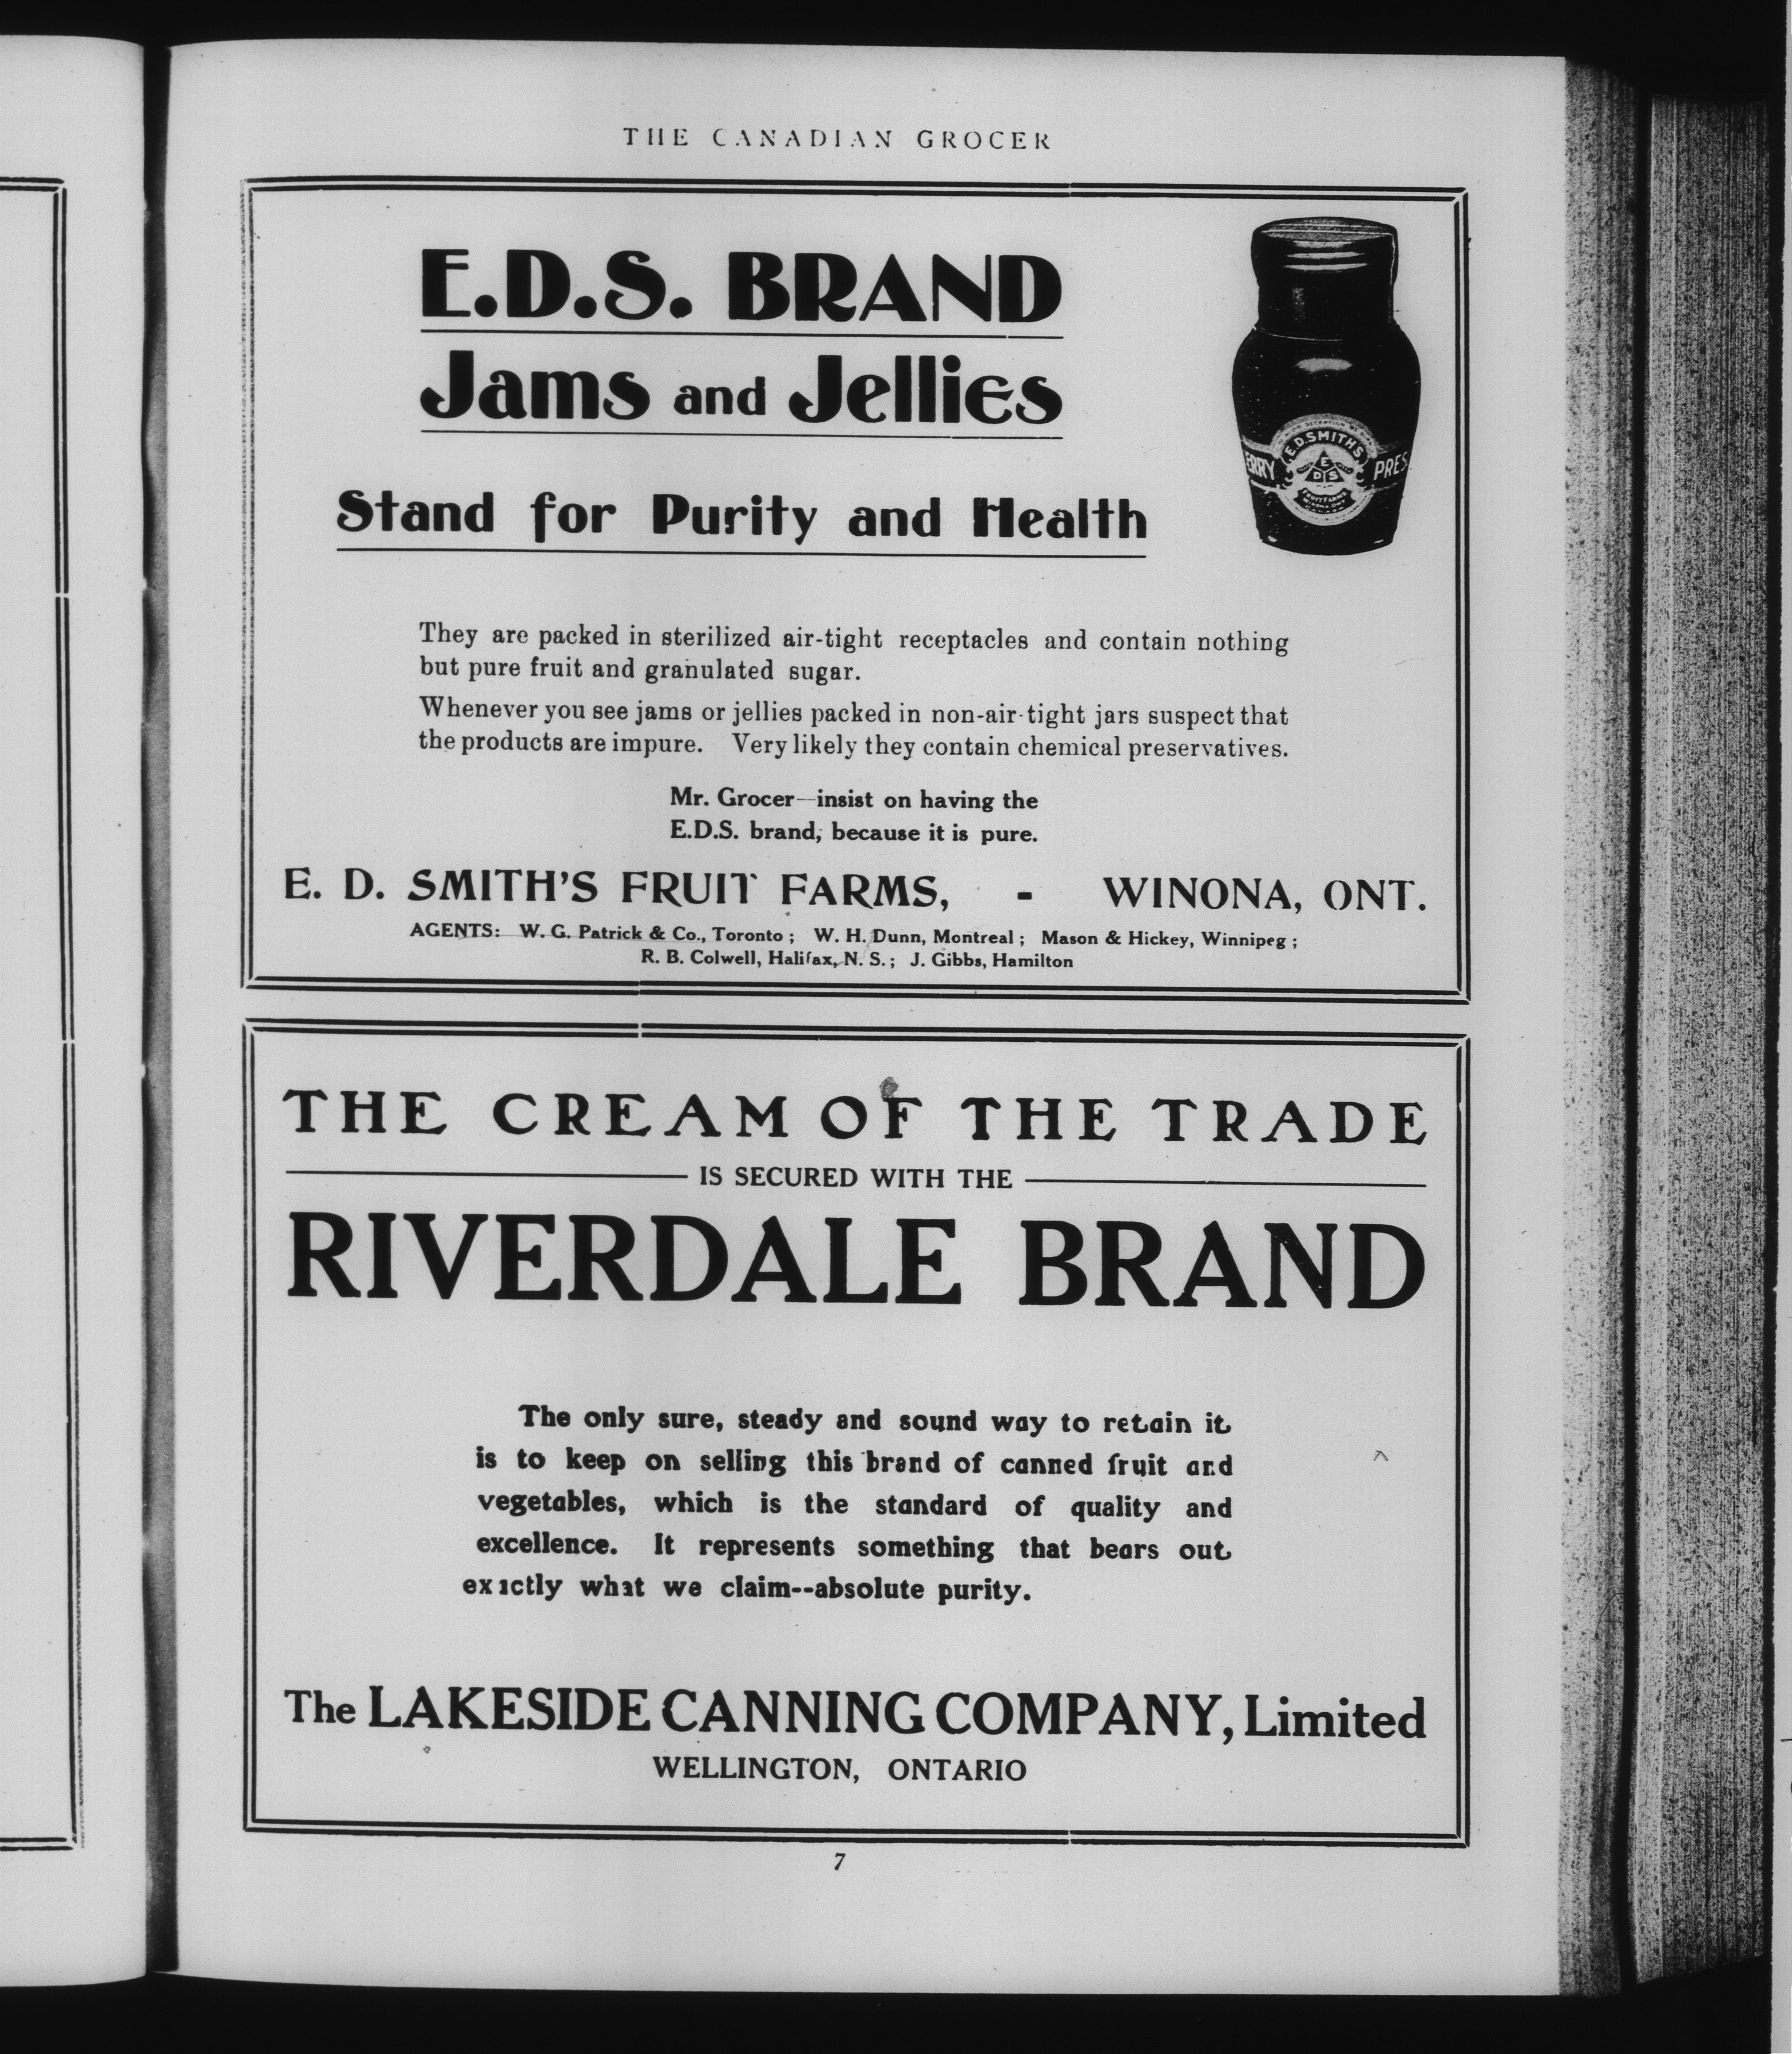 THE CANADIAN GROCER
E.D.S. BRAND
Jams and Jellies
Stand for Purity and Health
E.D.SMITH'S
ERRY
E
D S
PRES
FRUIT FARMS
They are packed in sterilized air-tight receptacles and contain nothing
but pure fruit and granulated sugar.
Whenever you see jams or jellies packed in non-air-tight jars suspect that
the products are impure. Very likely they contain chemical preservatives.
Mr. Grocer—insist on having the
E.D.S. brand, because it is pure.
E. D. SMITH'S FRUIT FARMS, - WINONA, ONT.
AGENTS: W. G. Patrick & Co., Toronto; W. H. Dunn, Montreal; Mason & Hickey, Winnipeg;
R. B. Colwell, Halifax, N. S.; J. Gibbs, Hamilton
THE CREAM OF THE TRADE
IS SECURED WITH THE
RIVERDALE BRAND
The only sure, steady and sound way to retain it
is to keep on selling this brand of canned fruit and
vegetables, which is the standard of quality and
excellence. It represents something that bears out
exactly what we claim--absolute purity.
The LAKESIDE CANNING COMPANY, Limited
WELLINGTON, ONTARIO
7